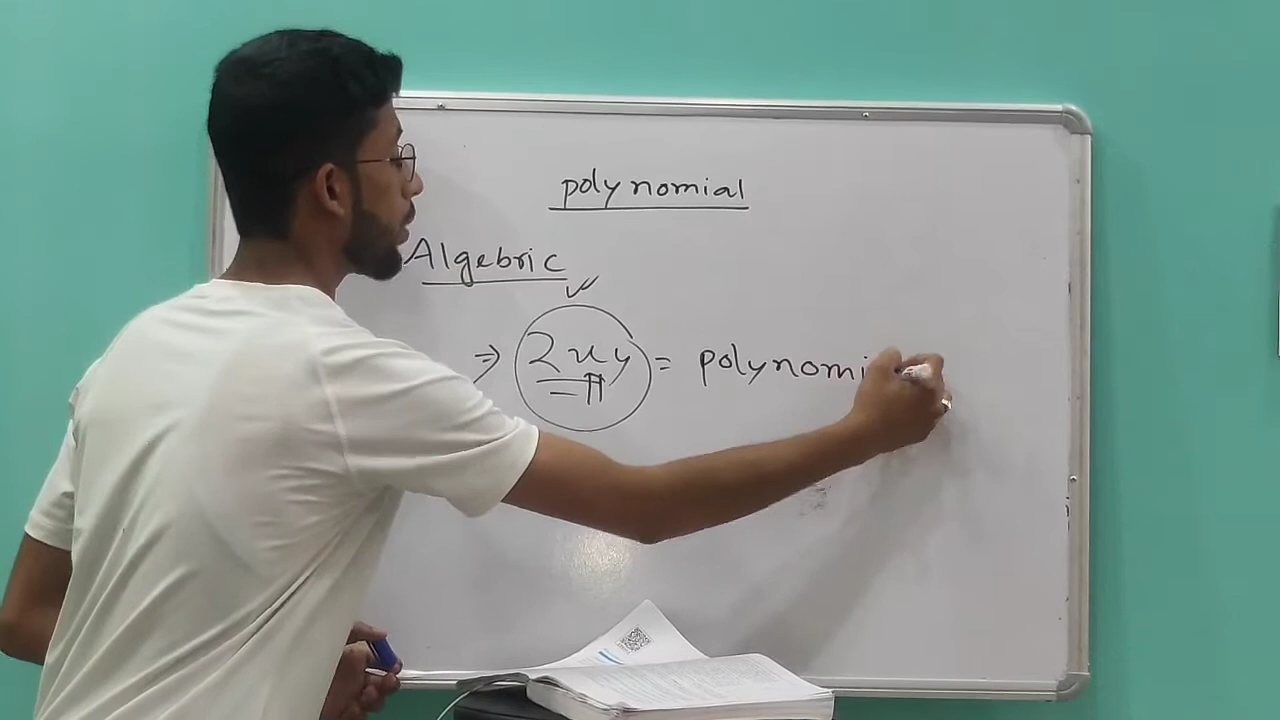 polynomial
Algebric
⇒ 2xy = polynomi
-π